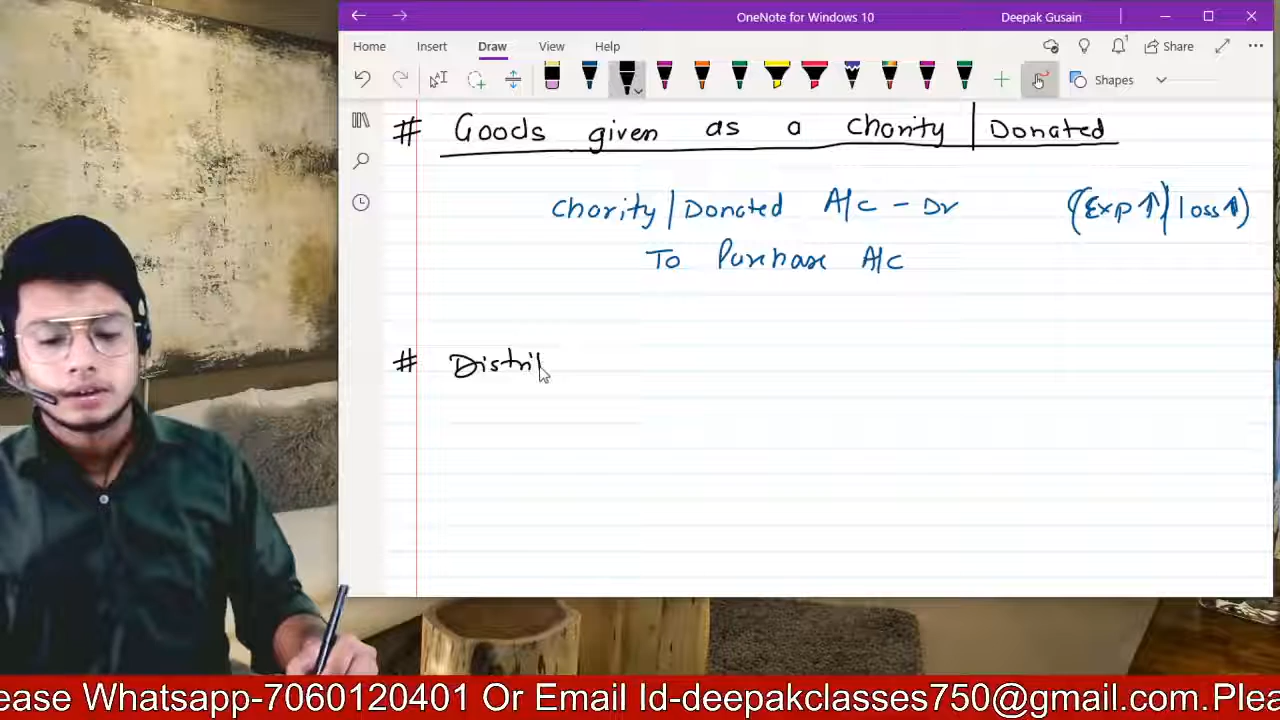 OneNote for Windows 10
Deepak Gusain
Home Insert Draw View Help
Share
Shapes
# Goods given as a Charity | Donated
Charity | Donated A/c - Dr (Exp ↑ | loss ↑)
To Purchase A/c
# Distrib
ease Whatsapp-7060120401 Or Email Id-deepakclasses750@gmail.com.Plea